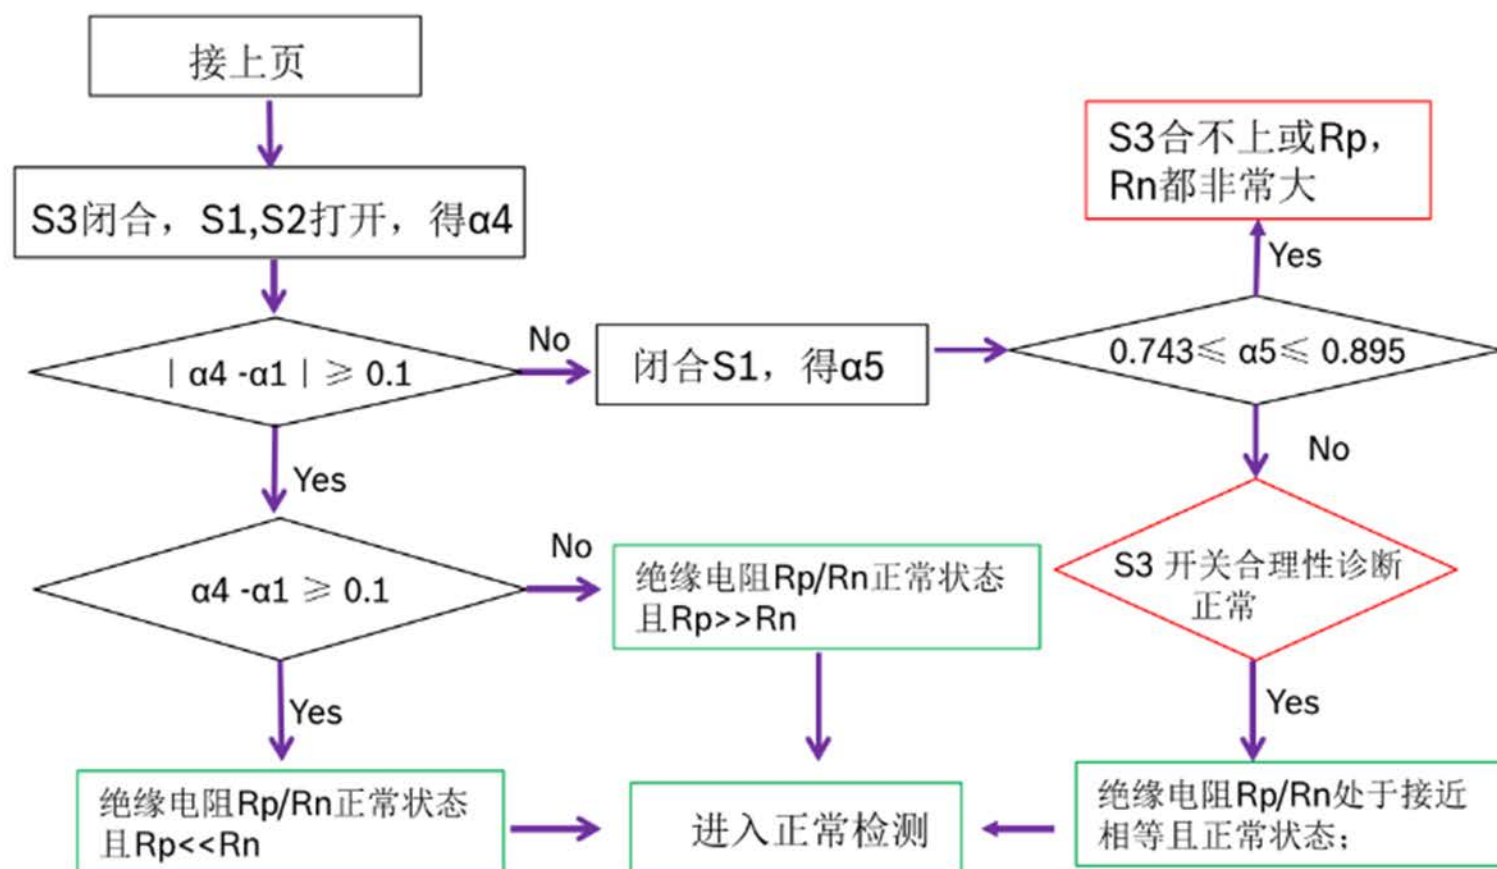 接上页
S3闭合，S1,S2打开，得α4
| α4 -α1 | ≥ 0.1
No
闭合S1，得α5
0.743≤ α5≤ 0.895
Yes
S3合不上或Rp，
Rn都非常大
No
S3 开关合理性诊断
正常
Yes
α4 -α1 ≥ 0.1
No
绝缘电阻Rp/Rn正常状态
且Rp>>Rn
Yes
绝缘电阻Rp/Rn正常状态
且Rp<<Rn
进入正常检测
Yes
绝缘电阻Rp/Rn处于接近
相等且正常状态；